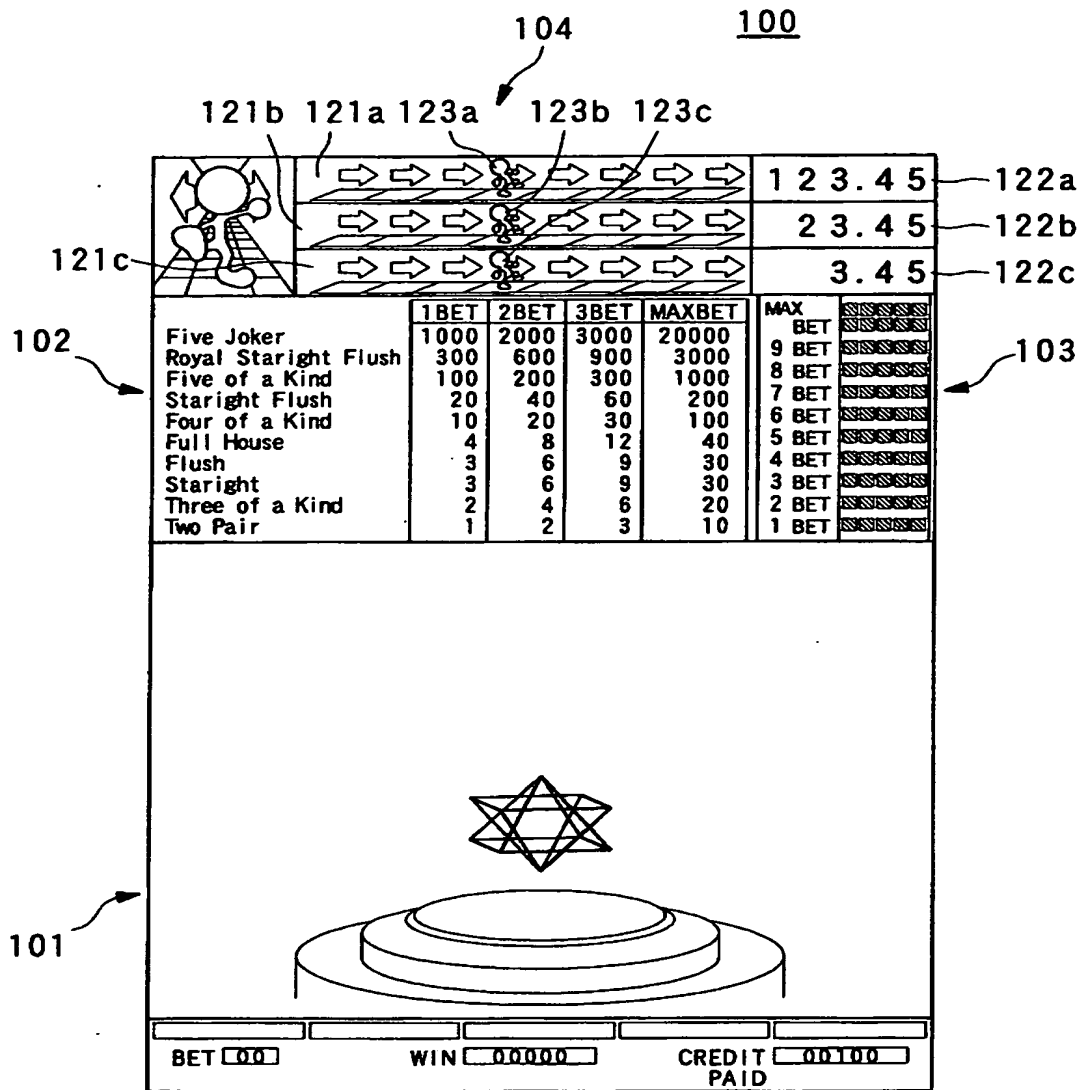 100
104
121b 121a 123a 123b 123c
123.45 122a
23.45 122b
121c 3.45 122c
1BET 2BET 3BET MAXBET
Five Joker 1000 2000 3000 20000
Royal Staright Flush 300 600 900 3000
Five of a Kind 100 200 300 1000
Staright Flush 20 40 60 200
Four of a Kind 10 20 30 100
Full House 4 8 12 40
Flush 3 6 9 30
Staright 3 6 9 30
Three of a Kind 2 4 6 20
Two Pair 1 2 3 10
102
MAX
BET
9 BET
8 BET
7 BET
6 BET
5 BET
4 BET
3 BET
2 BET
1 BET
103
101
BET 00 WIN 00000 CREDIT 00100
PAID